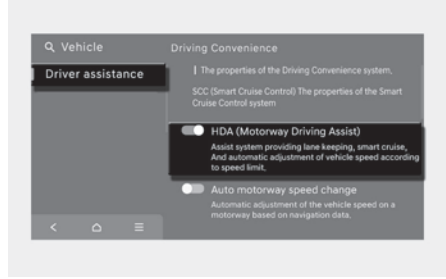 Vehicle
Driving Convenience
Driver assistance
The properties of the Driving Convenience system,
SCC (Smart Cruise Control) The properties of the Smart
Cruise Control system
HDA (Motorway Driving Assist)
Assist system providing lane keeping, smart cruise,
And automatic adjustment of vehicle speed according
to speed limit,
Auto motorway speed change
Automatic adjustment of the vehicle speed on a
motorway based on navigation data.